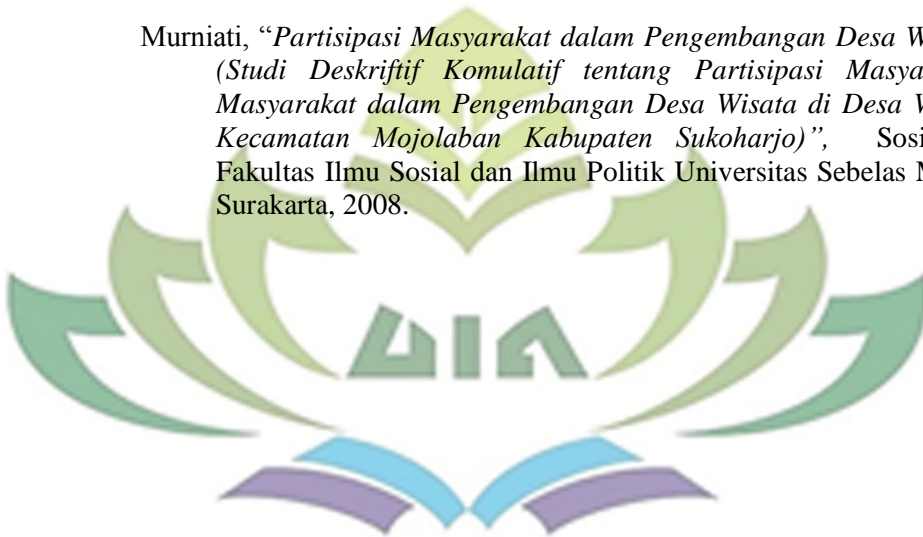 Murniati, “Partisipasi Masyarakat dalam Pengembangan Desa W
(Studi Deskriftif Komulatif tentang Partisipasi Masya
Masyarakat dalam Pengembangan Desa Wisata di Desa W
Kecamatan Mojolaban Kabupaten Sukoharjo)”, Sosi
Fakultas Ilmu Sosial dan Ilmu Politik Universitas Sebelas M
Surakarta, 2008.
UIN